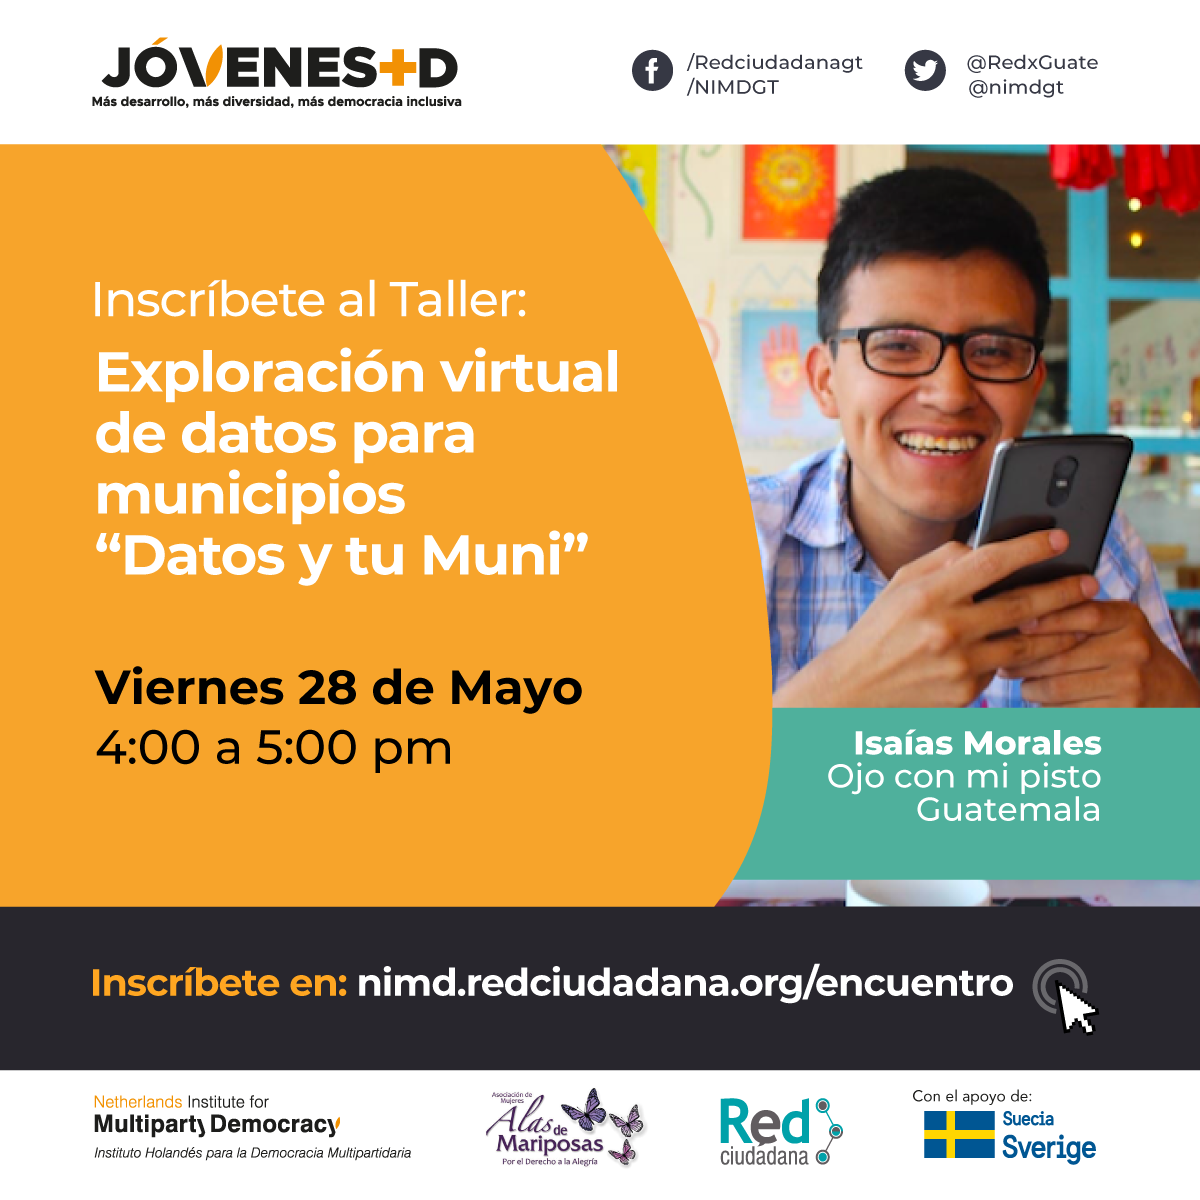 JÓVENES+D
Más desarrollo, más diversidad, más democracia inclusiva
/Redciudadanagt
/NIMDGT
@RedxGuate
@nimdgt
Inscríbete al Taller:
Exploración virtual
de datos para
municipios
“Datos y tu Muni”
Viernes 28 de Mayo
4:00 a 5:00 pm
Isaías Morales
Ojo con mi pisto
Guatemala
Inscríbete en: nimd.redciudadana.org/encuentro
Netherlands Institute for
Multiparty Democracy
Instituto Holandés para la Democracia Multipartidaria
Asociación de
Mujeres
Alas de
Mariposas
Por el Derecho a la Alegría
Red
ciudadana
Con el apoyo de:
Suecia
Sverige